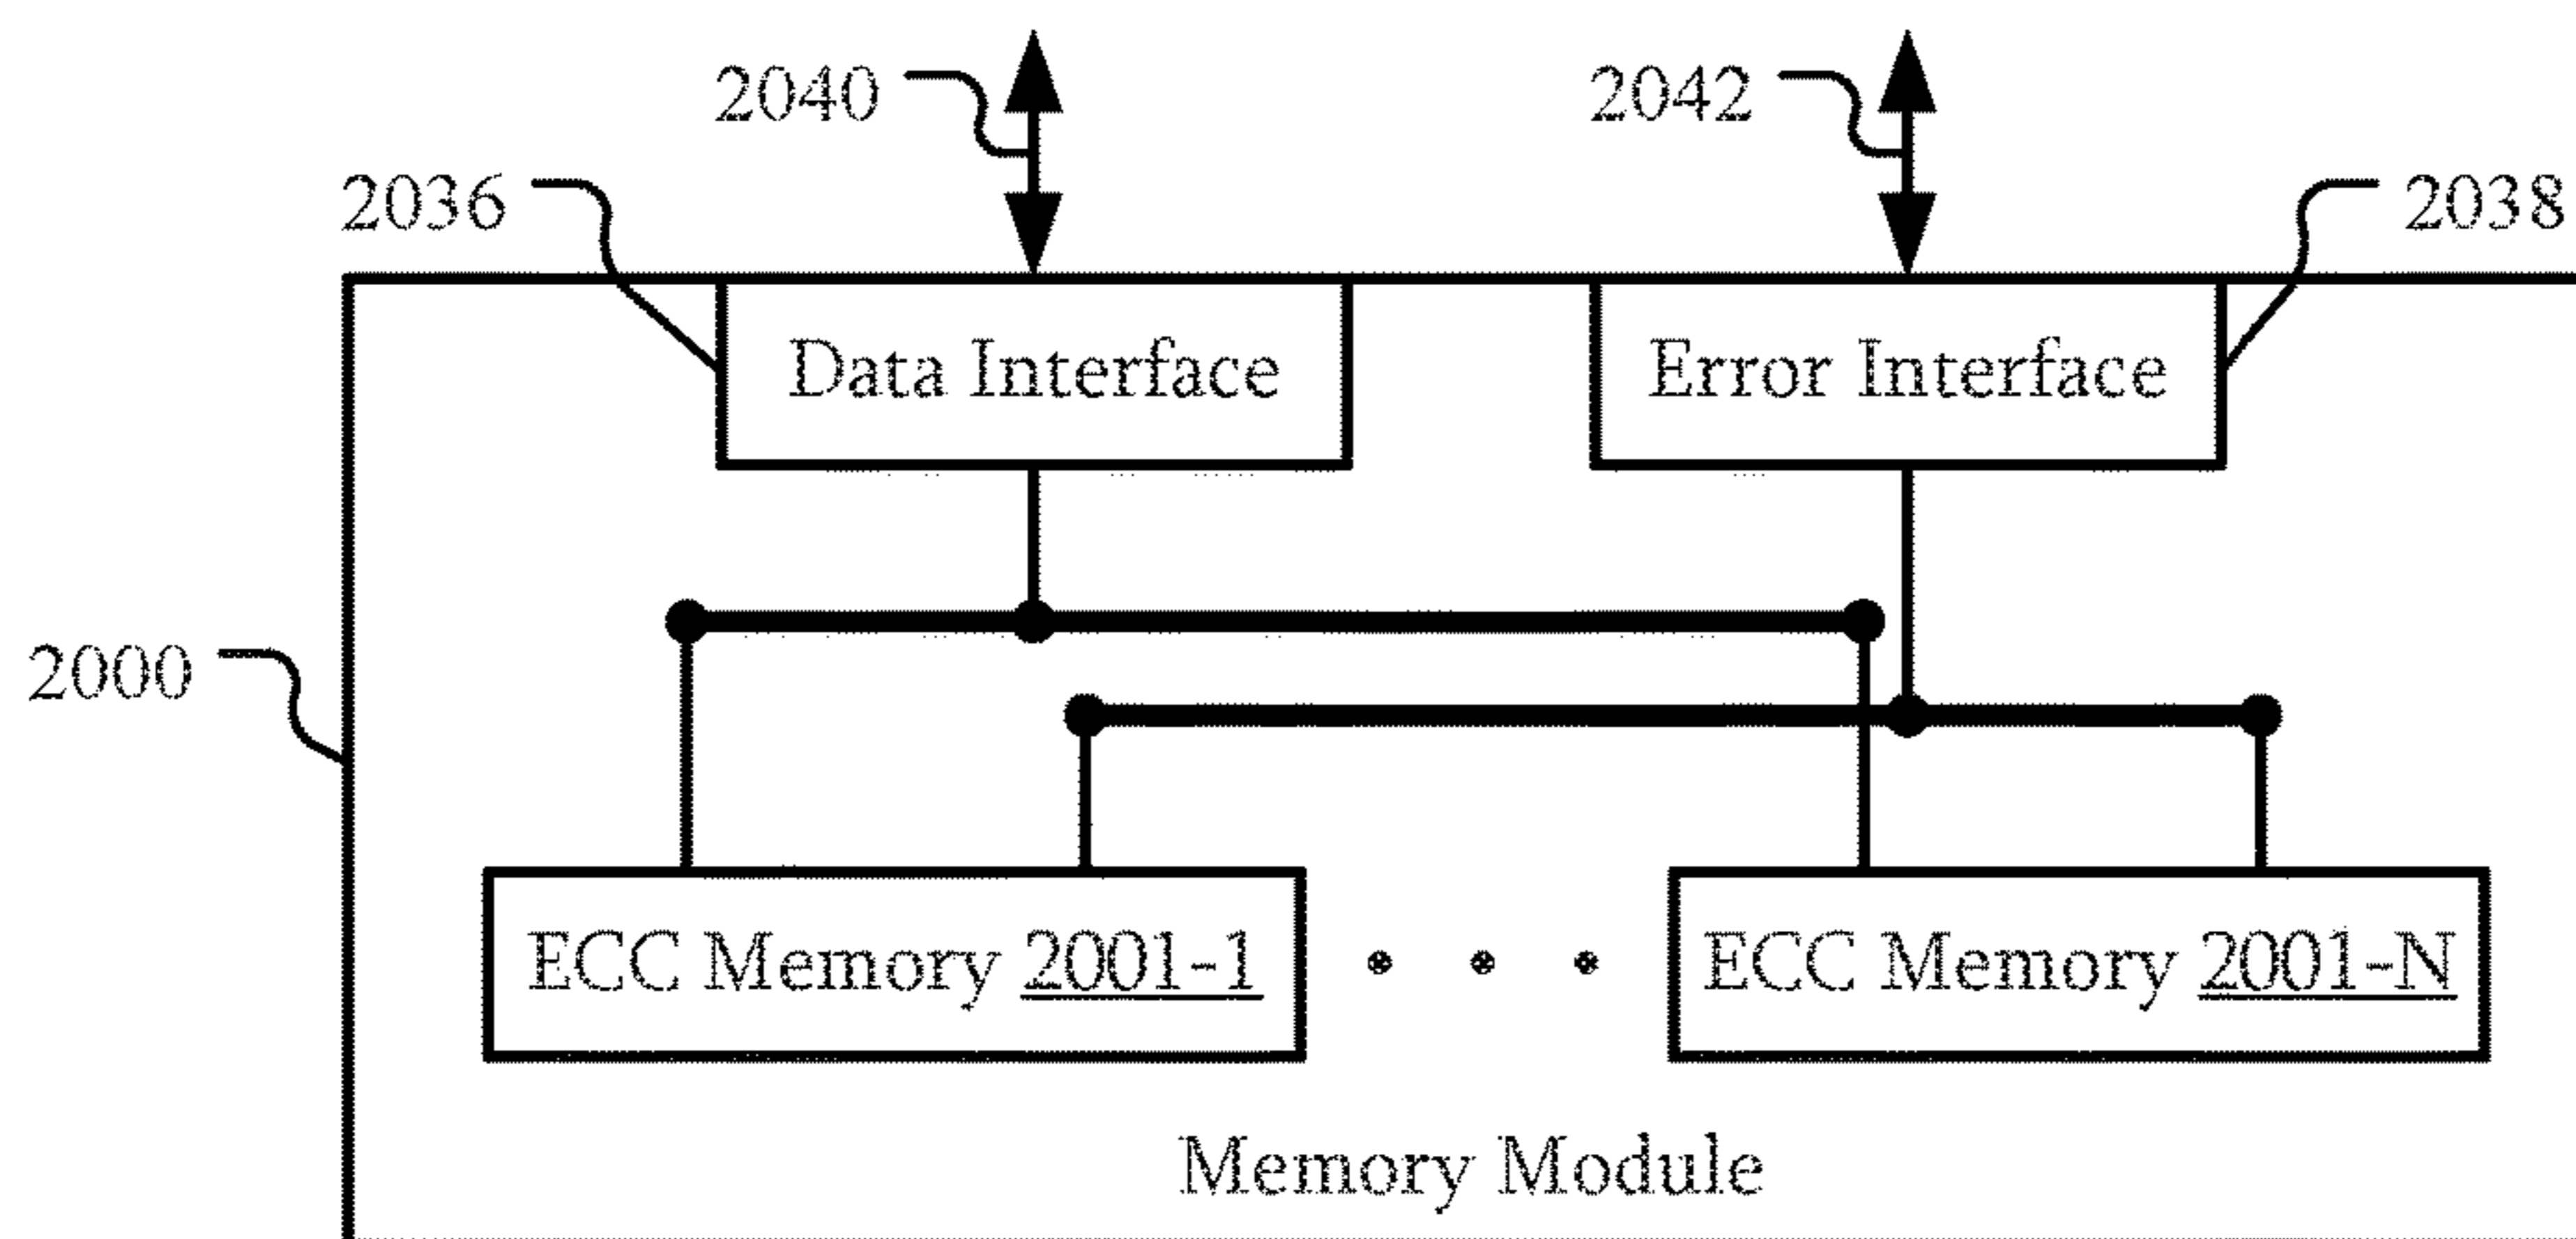 2040
2042
2036
2038
Data Interface
Error Interface
2000
ECC Memory 2001-1
ECC Memory 2001-N
Memory Module